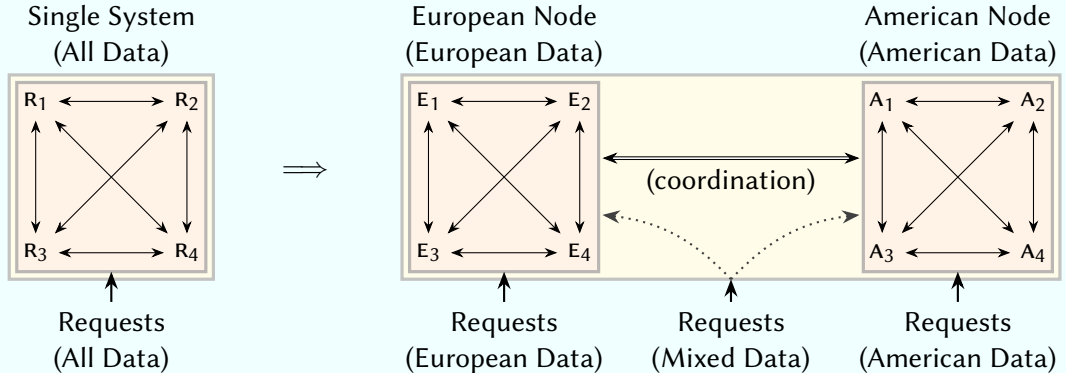 Single System
(All Data)
European Node
(European Data)
American Node
(American Data)
R1 R2
R3 R4
⟹
E1 E2
E3 E4
(coordination)
A1 A2
A3 A4
Requests
(All Data)
Requests
(European Data)
Requests
(Mixed Data)
Requests
(American Data)